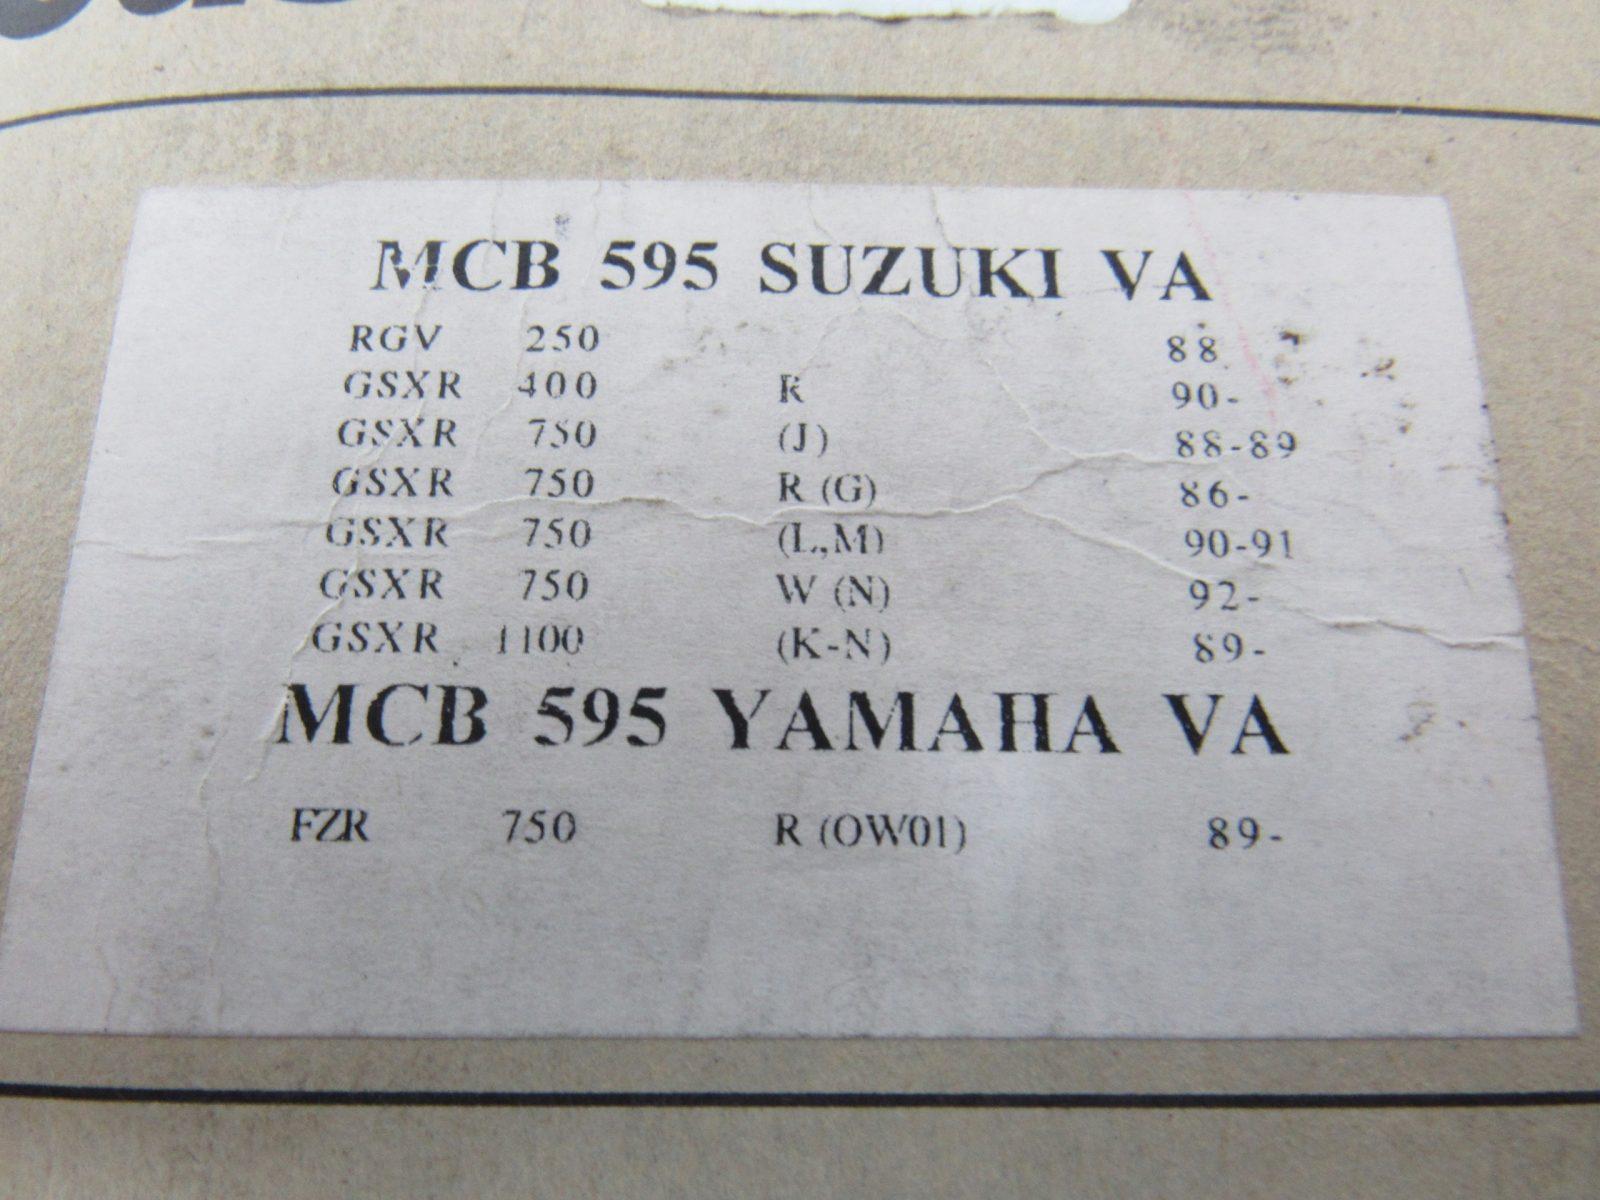 MCB 595 SUZUKI VA
RGV 250 88
GSXR 400 R 90-
GSXR 750 (J) 88-89
GSXR 750 R (G) 86-
GSXR 750 (L,M) 90-91
GSXR 750 W (N) 92-
GSXR 1100 (K-N) 89-
MCB 595 YAMAHA VA
FZR 750 R (OW01) 89-